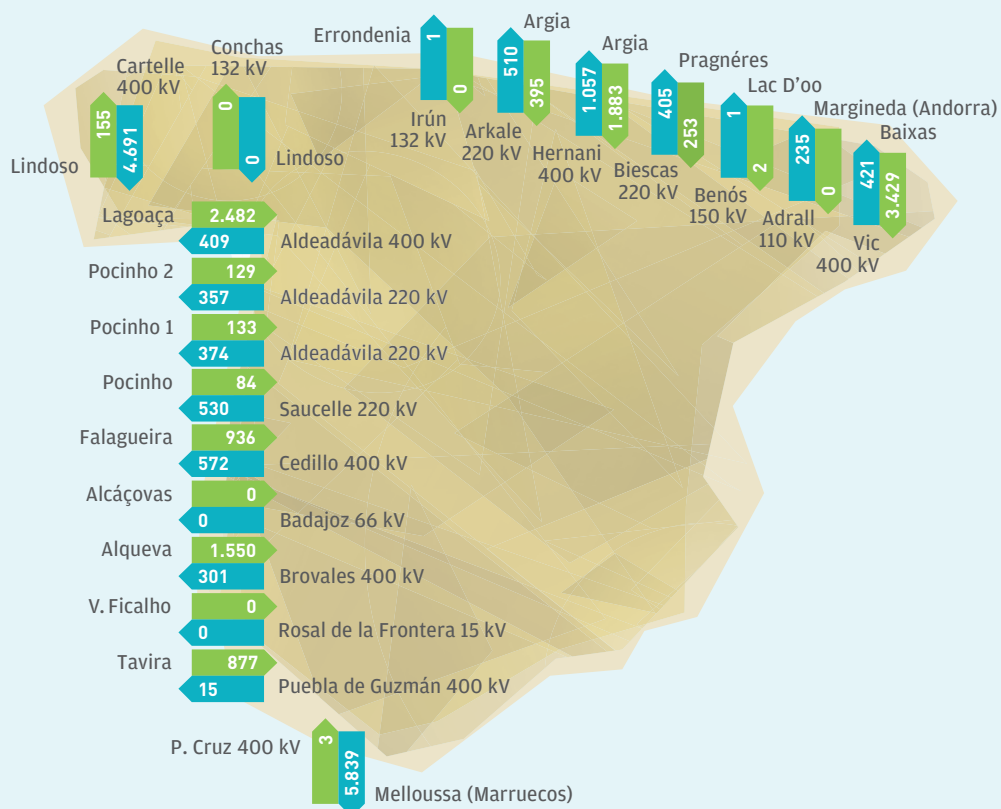 Cartelle
400 kV
155
4.691
Lindoso
Conchas
132 kV
0
0
Lindoso
Errondenia
1
0
Irún
132 kV
Argia
510
395
Arkale
220 kV
Argia
1.057
1.883
Hernani
400 kV
Pragnéres
405
253
Biescas
220 kV
Lac D’oo
1
2
Benós
150 kV
Margineda (Andorra)
235
0
Adrall
110 kV
Baixas
421
3.429
Vic
400 kV
Lagoaça 2.482
409 Aldeadávila 400 kV
Pocinho 2 129
357 Aldeadávila 220 kV
Pocinho 1 133
374 Aldeadávila 220 kV
Pocinho 84
530 Saucelle 220 kV
Falagueira 936
572 Cedillo 400 kV
Alcáçovas 0
0 Badajoz 66 kV
Alqueva 1.550
301 Brovales 400 kV
V. Ficalho 0
0 Rosal de la Frontera 15 kV
Tavira 877
15 Puebla de Guzmán 400 kV
P. Cruz 400 kV
3
5.839
Melloussa (Marruecos)